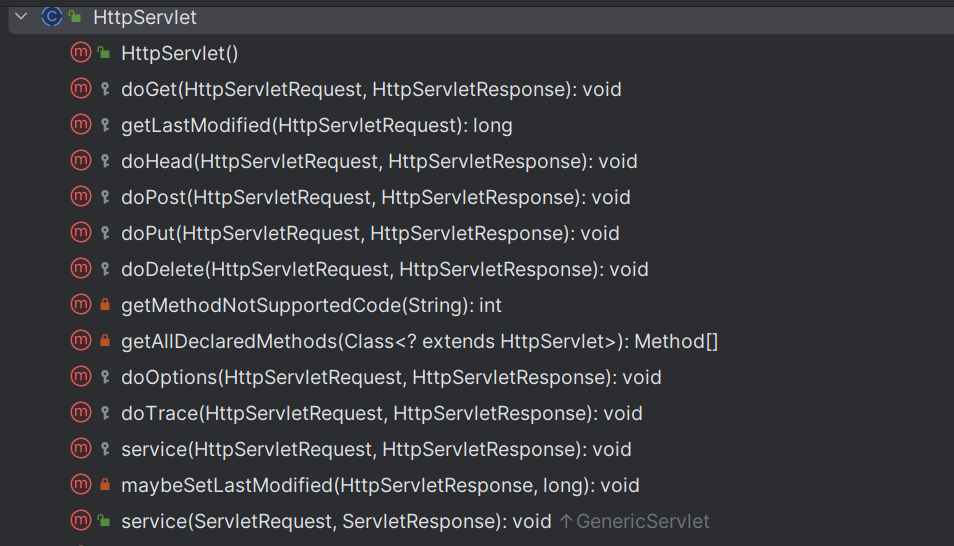 C HttpServlet
m HttpServlet()
m doGet(HttpServletRequest, HttpServletResponse): void
m getLastModified(HttpServletRequest): long
m doHead(HttpServletRequest, HttpServletResponse): void
m doPost(HttpServletRequest, HttpServletResponse): void
m doPut(HttpServletRequest, HttpServletResponse): void
m doDelete(HttpServletRequest, HttpServletResponse): void
m getMethodNotSupportedCode(String): int
m getAllDeclaredMethods(Class<? extends HttpServlet>): Method[]
m doOptions(HttpServletRequest, HttpServletResponse): void
m doTrace(HttpServletRequest, HttpServletResponse): void
m service(HttpServletRequest, HttpServletResponse): void
m maybeSetLastModified(HttpServletResponse, long): void
m service(ServletRequest, ServletResponse): void ↑GenericServlet